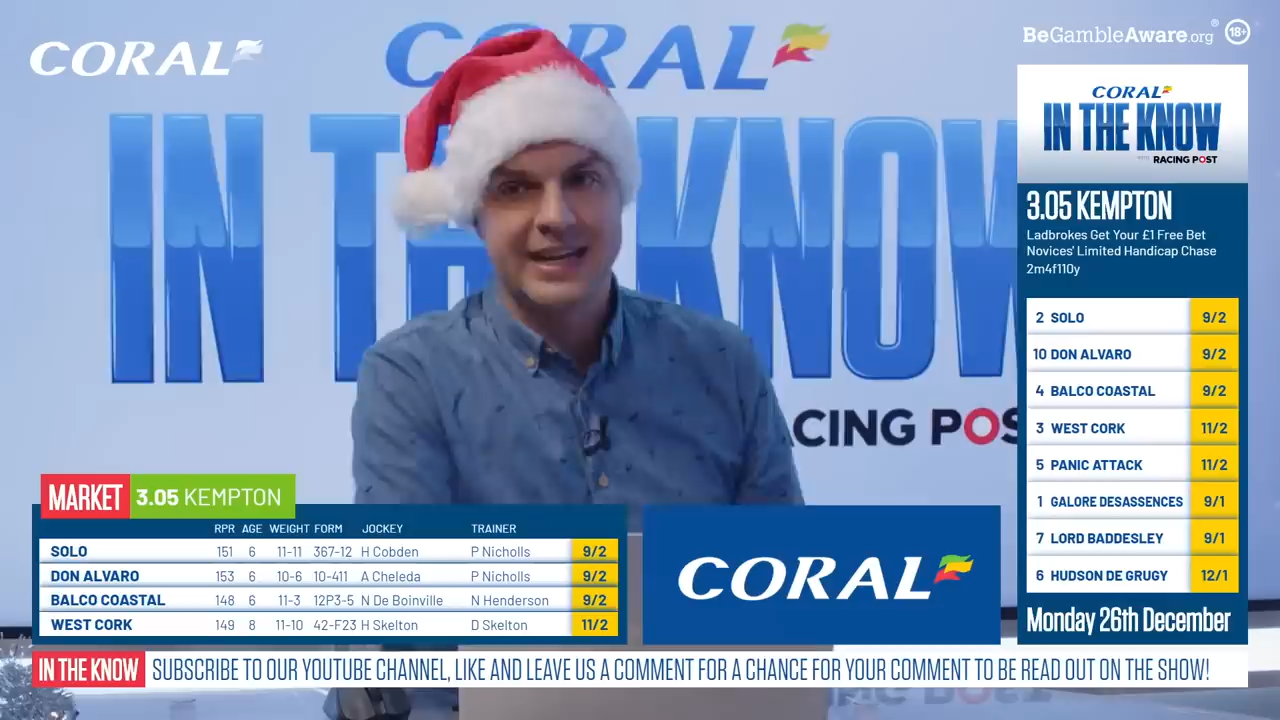 CORAL
CORAL
IN THE KNOW
RACING POST
BeGambleAware.org® 18+
CORAL
IN THE KNOW
WITH RACING POST
3.05 KEMPTON
Ladbrokes Get Your £1 Free Bet
Novices' Limited Handicap Chase
2m4f110y
2 SOLO 9/2
10 DON ALVARO 9/2
4 BALCO COASTAL 9/2
3 WEST CORK 11/2
5 PANIC ATTACK 11/2
1 GALORE DESASSENCES 9/1
7 LORD BADDESLEY 9/1
6 HUDSON DE GRUGY 12/1
Monday 26th December
MARKET 3.05 KEMPTON
RPR AGE WEIGHT FORM JOCKEY TRAINER
SOLO 151 6 11-11 367-12 H Cobden P Nicholls 9/2
DON ALVARO 153 6 10-6 10-411 A Cheleda P Nicholls 9/2
BALCO COASTAL 148 6 11-3 12P3-5 N De Boinville N Henderson 9/2
WEST CORK 149 8 11-10 42-F23 H Skelton D Skelton 11/2
CORAL
IN THE KNOW SUBSCRIBE TO OUR YOUTUBE CHANNEL, LIKE AND LEAVE US A COMMENT FOR A CHANCE FOR YOUR COMMENT TO BE READ OUT ON THE SHOW!